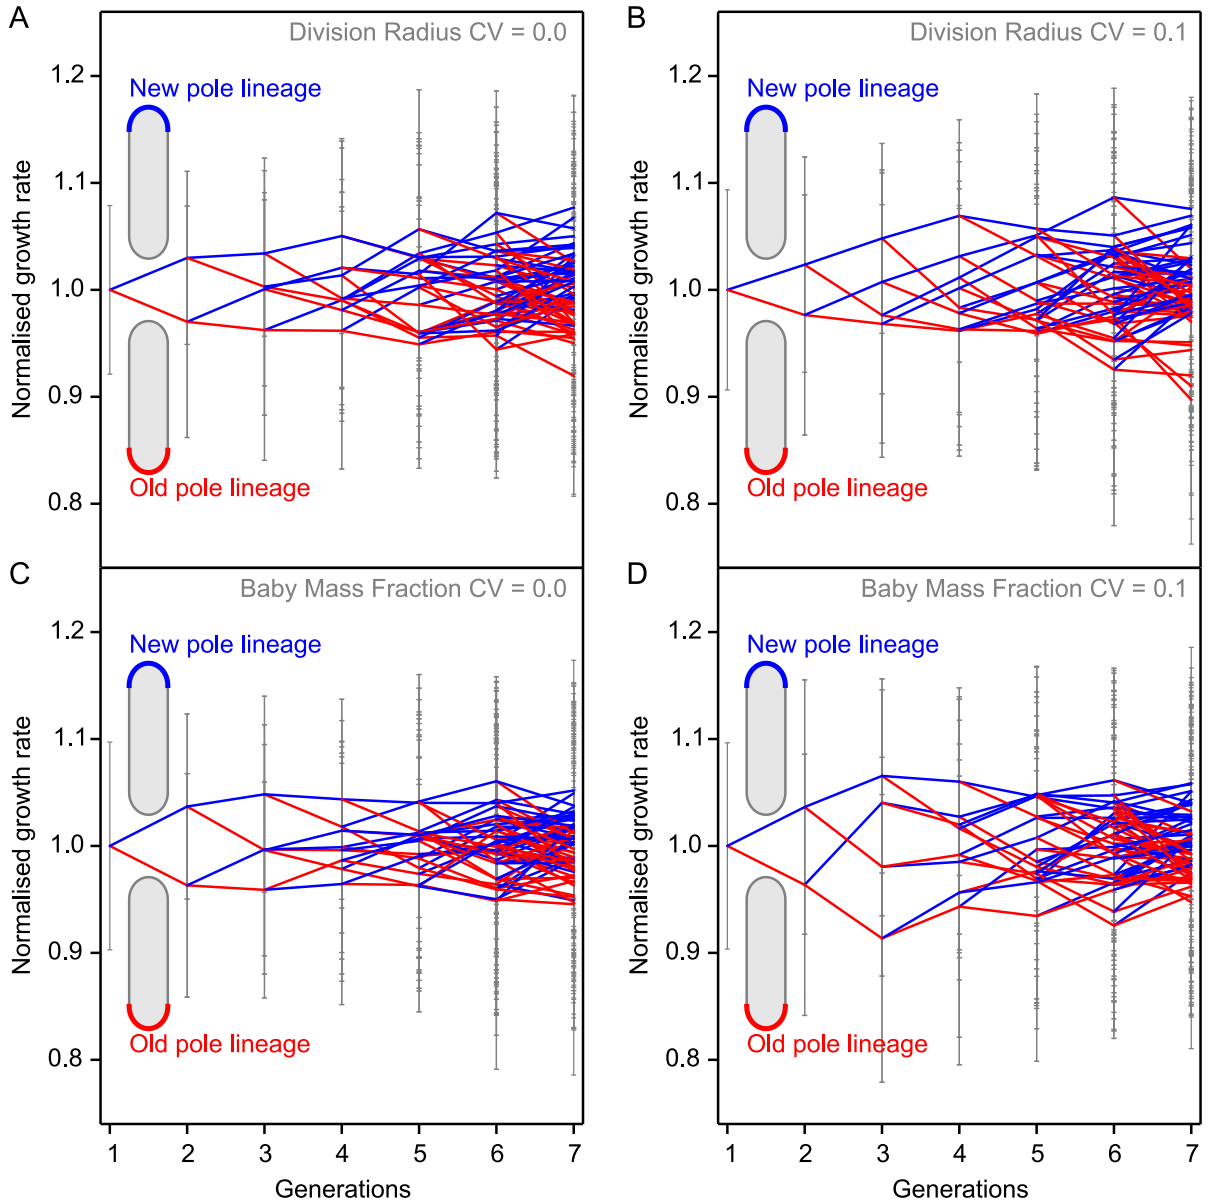 A
Division Radius CV = 0.0
New pole lineage
Old pole lineage
Normalised growth rate
1.2
1.1
1.0
0.9
0.8
B
Division Radius CV = 0.1
New pole lineage
Old pole lineage
Normalised growth rate
1.2
1.1
1.0
0.9
0.8
C
Baby Mass Fraction CV = 0.0
New pole lineage
Old pole lineage
Normalised growth rate
1.2
1.1
1.0
0.9
0.8
1 2 3 4 5 6 7
Generations
D
Baby Mass Fraction CV = 0.1
New pole lineage
Old pole lineage
Normalised growth rate
1.2
1.1
1.0
0.9
0.8
1 2 3 4 5 6 7
Generations